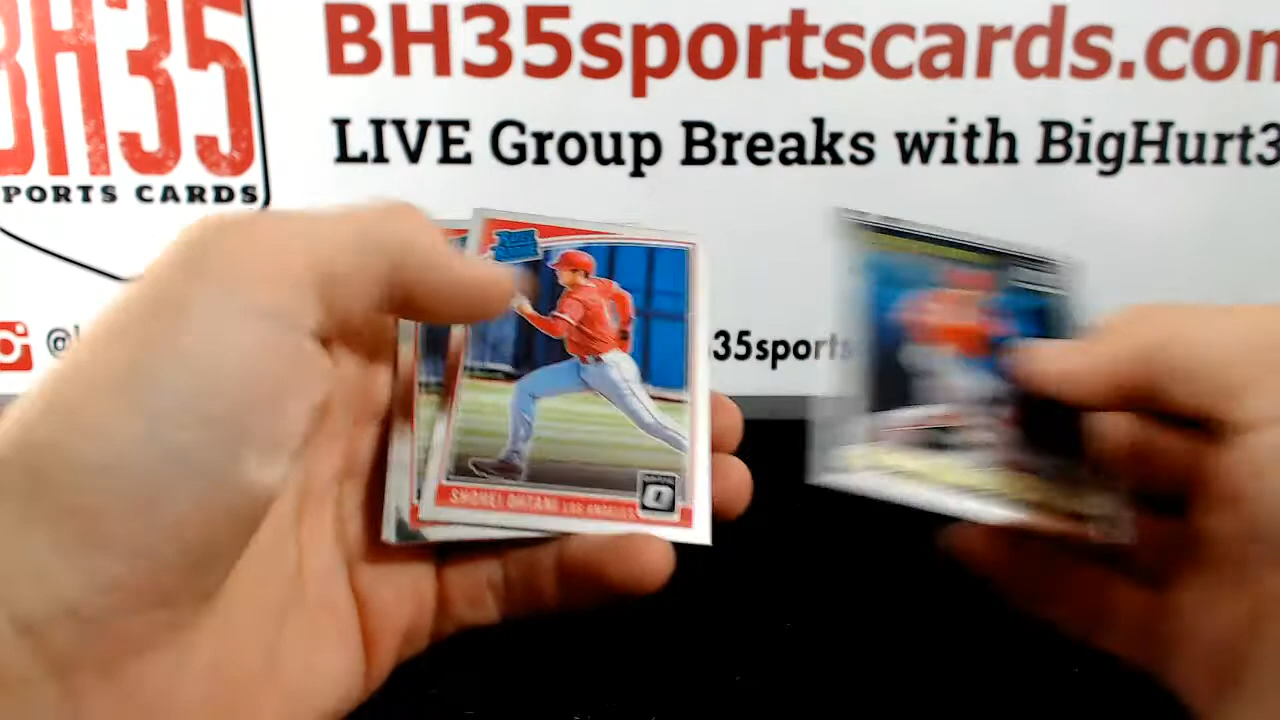 BH35
PORTS CARDS
BH35sportscards.com
LIVE Group Breaks with BigHurt3
@
35sports
SHOHEI OHTANI LOS ANGELES